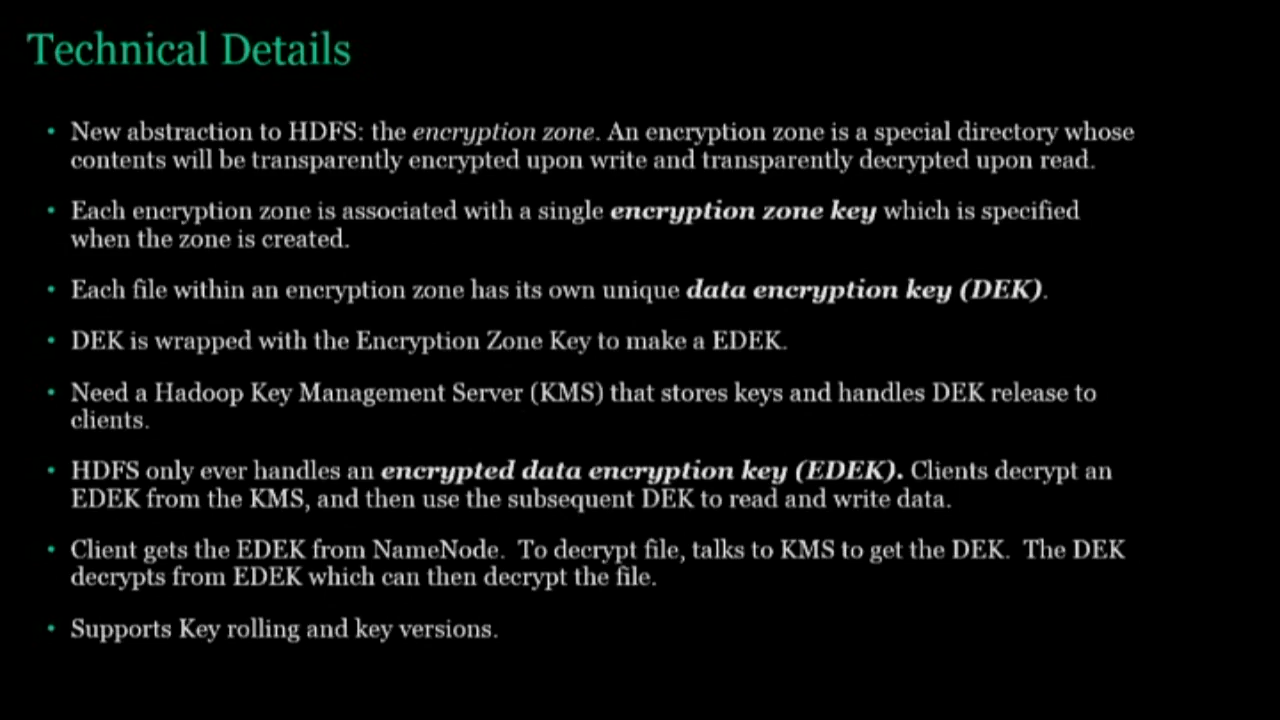 Technical Details
• New abstraction to HDFS: the encryption zone. An encryption zone is a special directory whose
contents will be transparently encrypted upon write and transparently decrypted upon read.
• Each encryption zone is associated with a single encryption zone key which is specified
when the zone is created.
• Each file within an encryption zone has its own unique data encryption key (DEK).
• DEK is wrapped with the Encryption Zone Key to make a EDEK.
• Need a Hadoop Key Management Server (KMS) that stores keys and handles DEK release to
clients.
• HDFS only ever handles an encrypted data encryption key (EDEK). Clients decrypt an
EDEK from the KMS, and then use the subsequent DEK to read and write data.
• Client gets the EDEK from NameNode.  To decrypt file, talks to KMS to get the DEK.  The DEK
decrypts from EDEK which can then decrypt the file.
• Supports Key rolling and key versions.